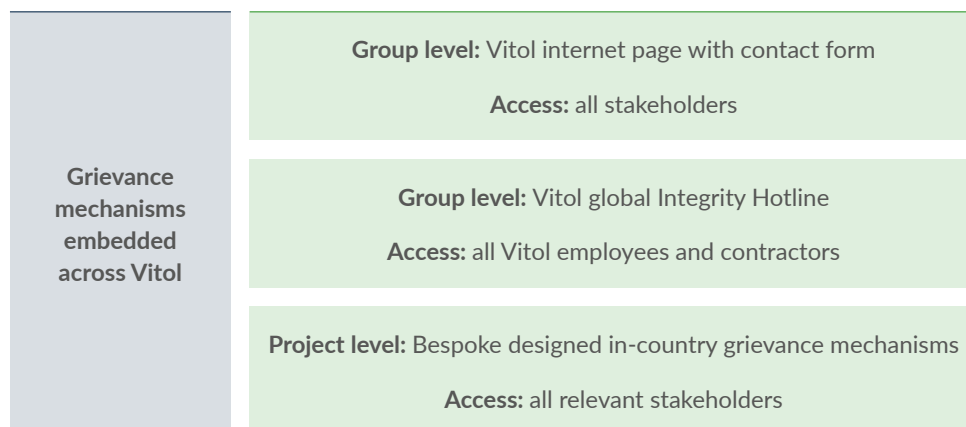 Grievance
mechanisms
embedded
across Vitol
Group level: Vitol internet page with contact form
Access: all stakeholders
Group level: Vitol global Integrity Hotline
Access: all Vitol employees and contractors
Project level: Bespoke designed in-country grievance mechanisms
Access: all relevant stakeholders